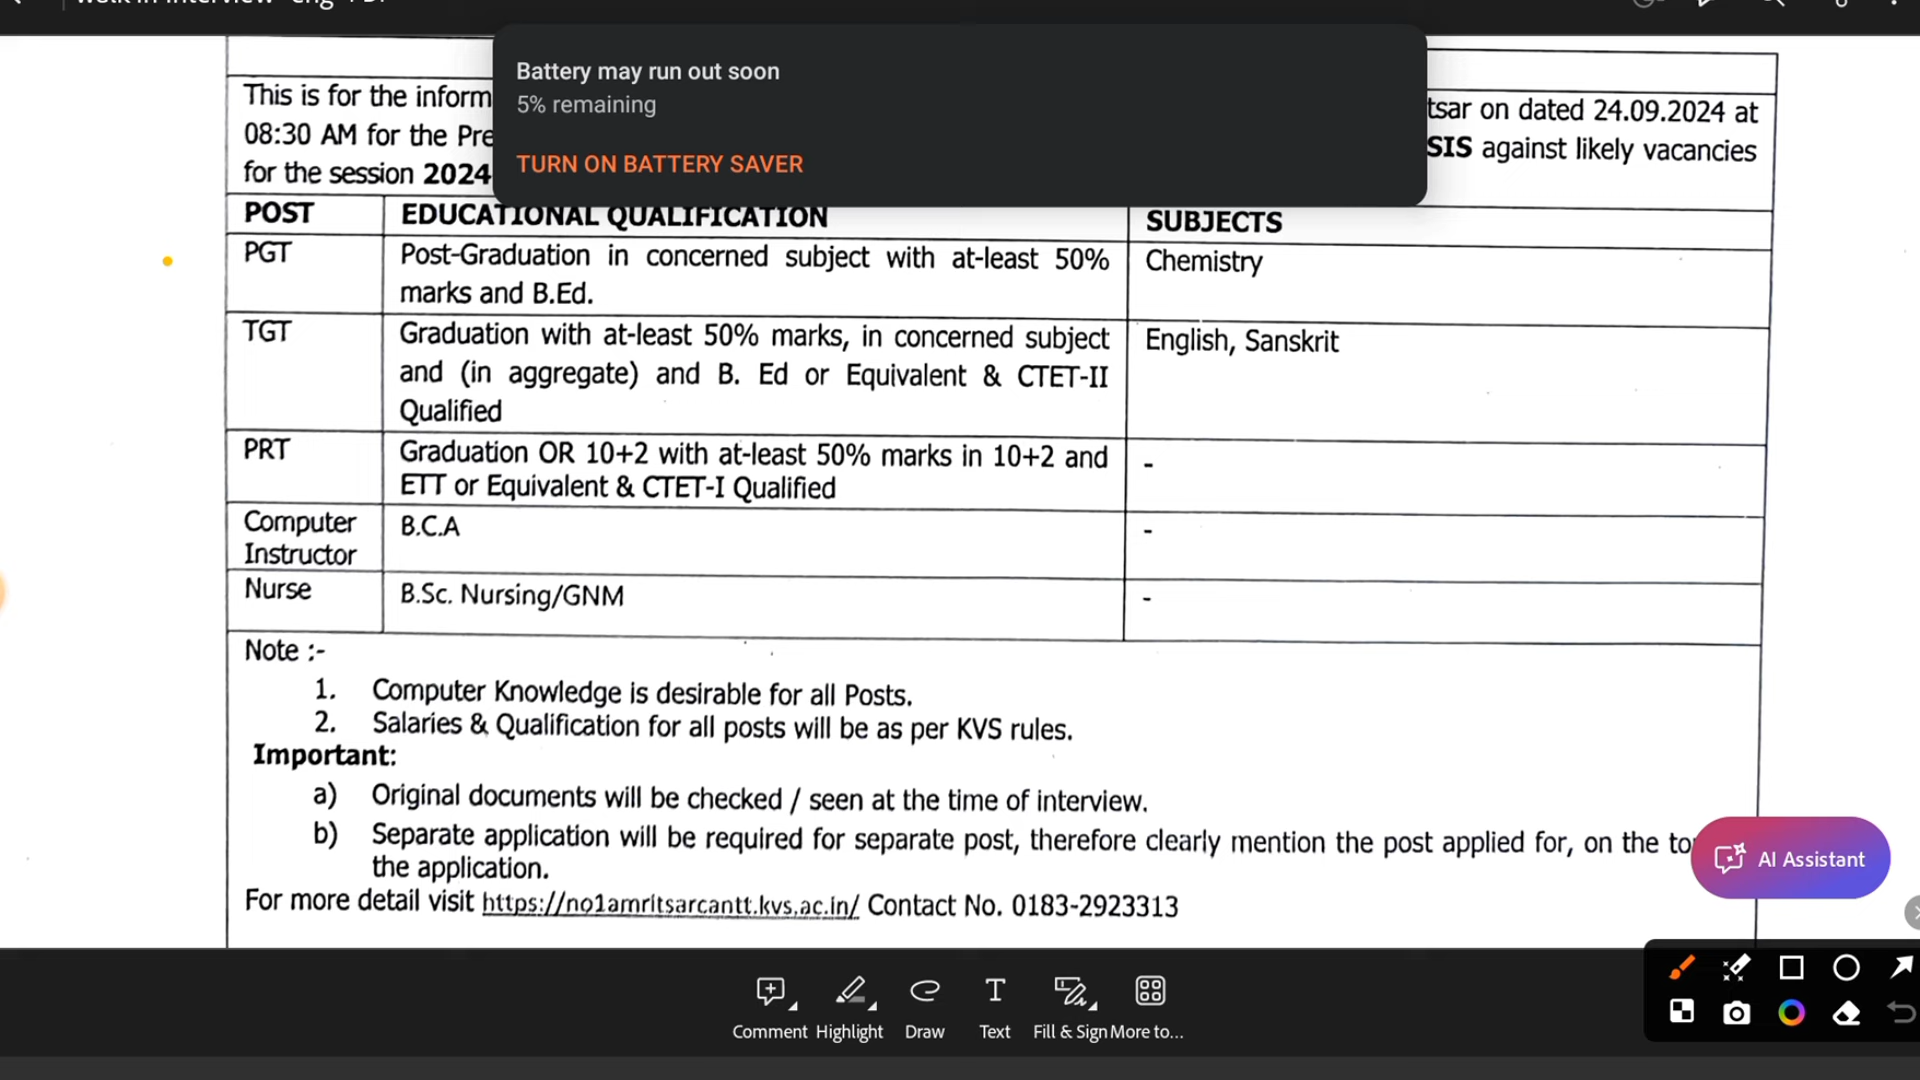 Battery may run out soon
5% remaining
TURN ON BATTERY SAVER
This is for the inform
tsar on dated 24.09.2024 at
08:30 AM for the Pre
SIS against likely vacancies
for the session 2024
POST EDUCATIONAL QUALIFICATION SUBJECTS
PGT Post-Graduation in concerned subject with at-least 50% Chemistry
marks and B.Ed.
TGT Graduation with at-least 50% marks, in concerned subject English, Sanskrit
and (in aggregate) and B. Ed or Equivalent & CTET-II
Qualified
PRT Graduation OR 10+2 with at-least 50% marks in 10+2 and -
ETT or Equivalent & CTET-I Qualified
Computer B.C.A -
Instructor
Nurse B.Sc. Nursing/GNM -
Note :-
1. Computer Knowledge is desirable for all Posts.
2. Salaries & Qualification for all posts will be as per KVS rules.
Important:
a) Original documents will be checked / seen at the time of interview.
b) Separate application will be required for separate post, therefore clearly mention the post applied for, on the to
the application.
For more detail visit https://no1amritsarcantt.kvs.ac.in/ Contact No. 0183-2923313
AI Assistant
Comment Highlight Draw Text Fill & Sign More to...